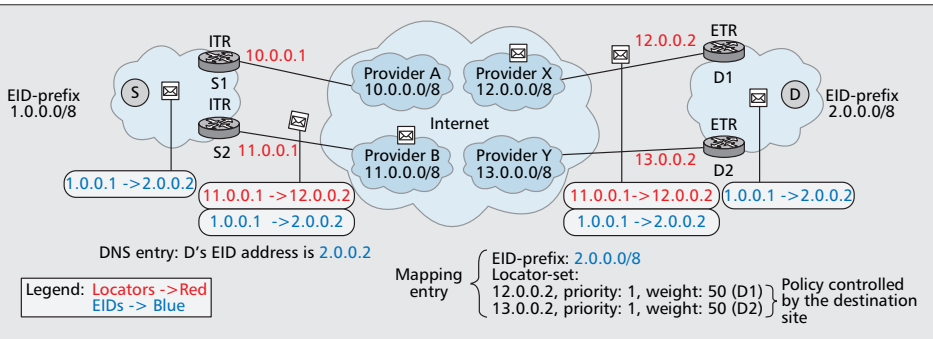 ITR
10.0.0.1
S1
ITR
S2
11.0.0.1
S
EID-prefix
1.0.0.0/8
1.0.0.1 ->2.0.0.2
11.0.0.1 ->12.0.0.2
1.0.0.1 ->2.0.0.2
Provider A
10.0.0.0/8
Provider X
12.0.0.0/8
Internet
Provider B
11.0.0.0/8
Provider Y
13.0.0.0/8
12.0.0.2
ETR
D1
ETR
13.0.0.2
D2
D
EID-prefix
2.0.0.0/8
11.0.0.1->12.0.0.2
1.0.0.1 ->2.0.0.2
1.0.0.1 ->2.0.0.2
DNS entry: D's EID address is 2.0.0.2
Legend: Locators ->Red
EIDs -> Blue
Mapping
entry
EID-prefix: 2.0.0.0/8
Locator-set:
12.0.0.2, priority: 1, weight: 50 (D1)
13.0.0.2, priority: 1, weight: 50 (D2)
Policy controlled
by the destination
site